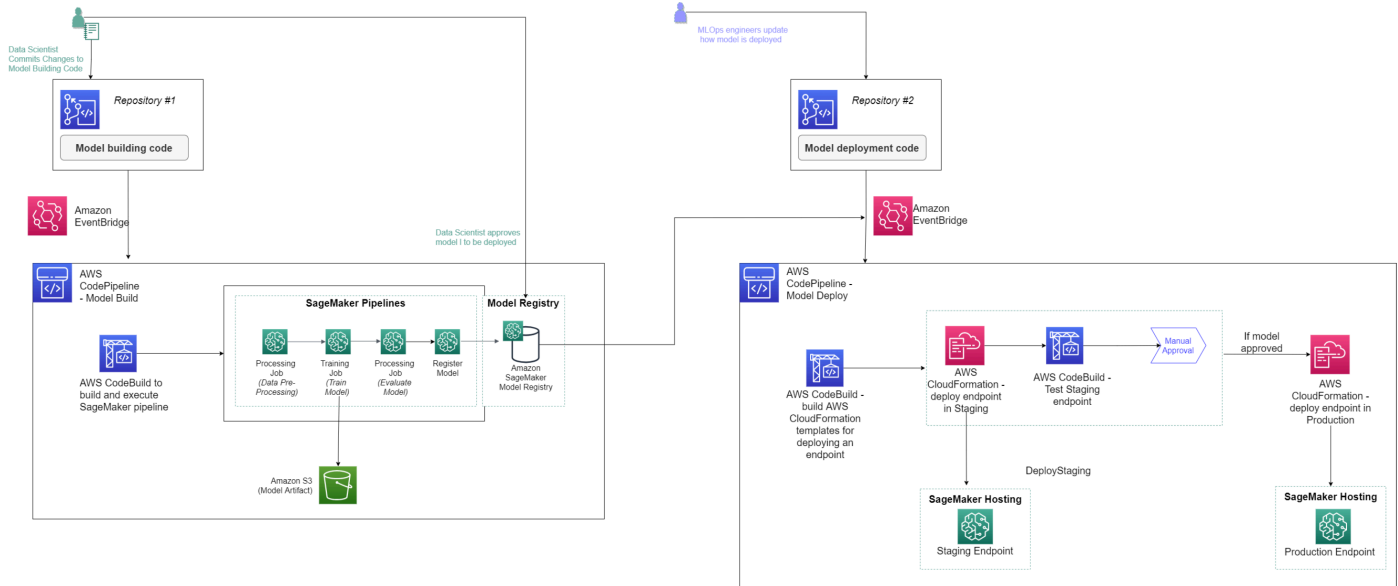 Data Scientist
Commits Changes to
Model Building Code
Repository #1
Model building code
Amazon
EventBridge
Data Scientist approves
model I to be deployed
AWS
CodePipeline
- Model Build
AWS CodeBuild to
build and execute
SageMaker pipeline
SageMaker Pipelines
Processing
Job
(Data Pre-
Processing)
Training
Job
(Train
Model)
Processing
Job
(Evaluate
Model)
Register
Model
Model Registry
Amazon
SageMaker
Model Registry
Amazon S3
(Model Artifact)
MLOps engineers update
how model is deployed
Repository #2
Model deployment code
Amazon
EventBridge
AWS
CodePipeline -
Model Deploy
AWS CodeBuild -
build AWS
CloudFormation
templates for
deploying an
endpoint
AWS
CloudFormation -
deploy endpoint
in Staging
AWS CodeBuild -
Test Staging
endpoint
Manual
Approval
If model
approved
AWS
CloudFormation -
deploy endpoint in
Production
DeployStaging
SageMaker Hosting
Staging Endpoint
SageMaker Hosting
Production Endpoint